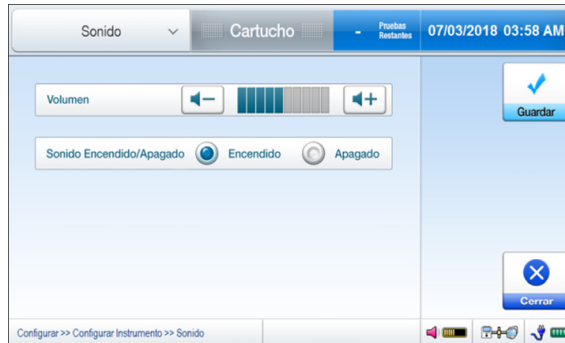 Sonido
Cartucho
- Pruebas Restantes
07/03/2018 03:58 AM
Volumen
Guardar
Sonido Encendido/Apagado Encendido Apagado
Cerrar
Configurar >> Configurar Instrumento >> Sonido